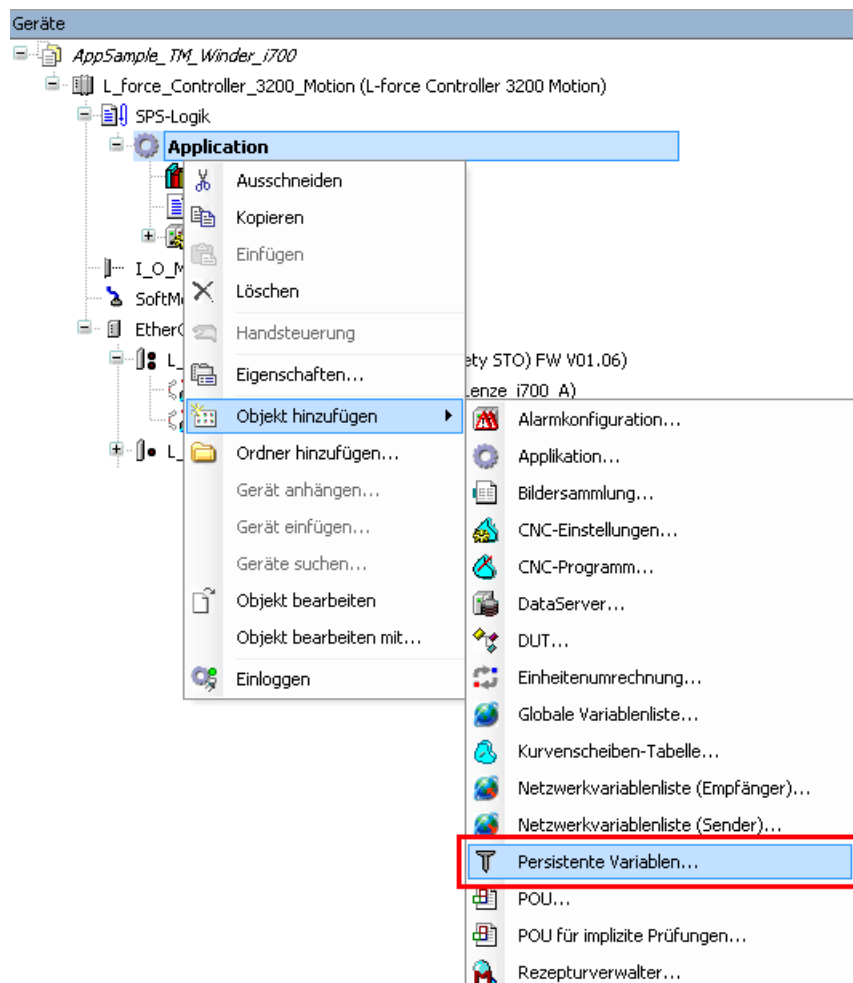 Geräte
AppSample_TM_Winder_i700
L_force_Controller_3200_Motion (L-force Controller 3200 Motion)
SPS-Logik
Application
Ausschneiden
Kopieren
Einfügen
I_O_M
Löschen
SoftM
Handsteuerung
EtherC
L_
ety STO) FW V01.06)
Eigenschaften...
enze_i700_A)
Objekt hinzufügen
Alarmkonfiguration...
Ordner hinzufügen...
L_
Applikation...
Gerät anhängen...
Bildersammlung...
Gerät einfügen...
CNC-Einstellungen...
Geräte suchen...
CNC-Programm...
Objekt bearbeiten
DataServer...
Objekt bearbeiten mit...
DUT...
Einloggen
Einheitenumrechnung...
Globale Variablenliste...
Kurvenscheiben-Tabelle...
Netzwerkvariablenliste (Empfänger)...
Netzwerkvariablenliste (Sender)...
Persistente Variablen...
POU...
POU für implizite Prüfungen...
Rezepturverwalter...